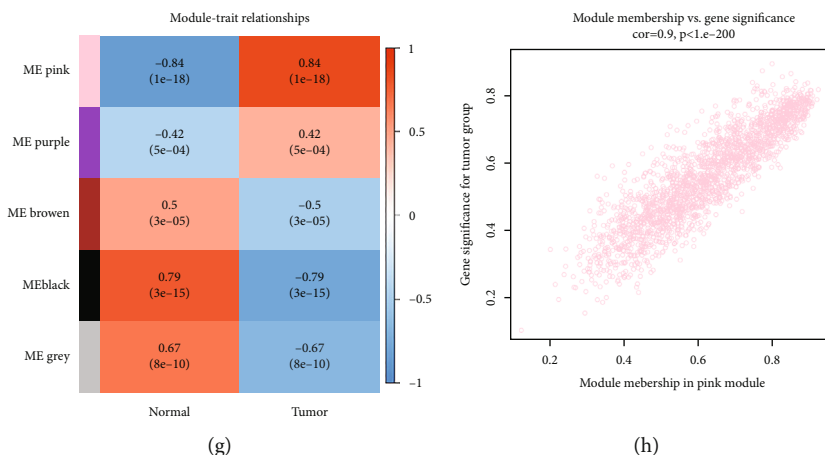 Module-trait relationships
ME pink
−0.84
(1e−18)
0.84
(1e−18)
ME purple
−0.42
(5e−04)
0.42
(5e−04)
ME browen
0.5
(3e−05)
−0.5
(3e−05)
MEblack
0.79
(3e−15)
−0.79
(3e−15)
ME grey
0.67
(8e−10)
−0.67
(8e−10)
Normal
Tumor
1
0.5
0
−0.5
−1
(g)
Module membership vs. gene significance
cor=0.9, p<1.e−200
Gene significance for tumor group
0.8
0.6
0.4
0.2
0.2
0.4
0.6
0.8
Module mebership in pink module
(h)